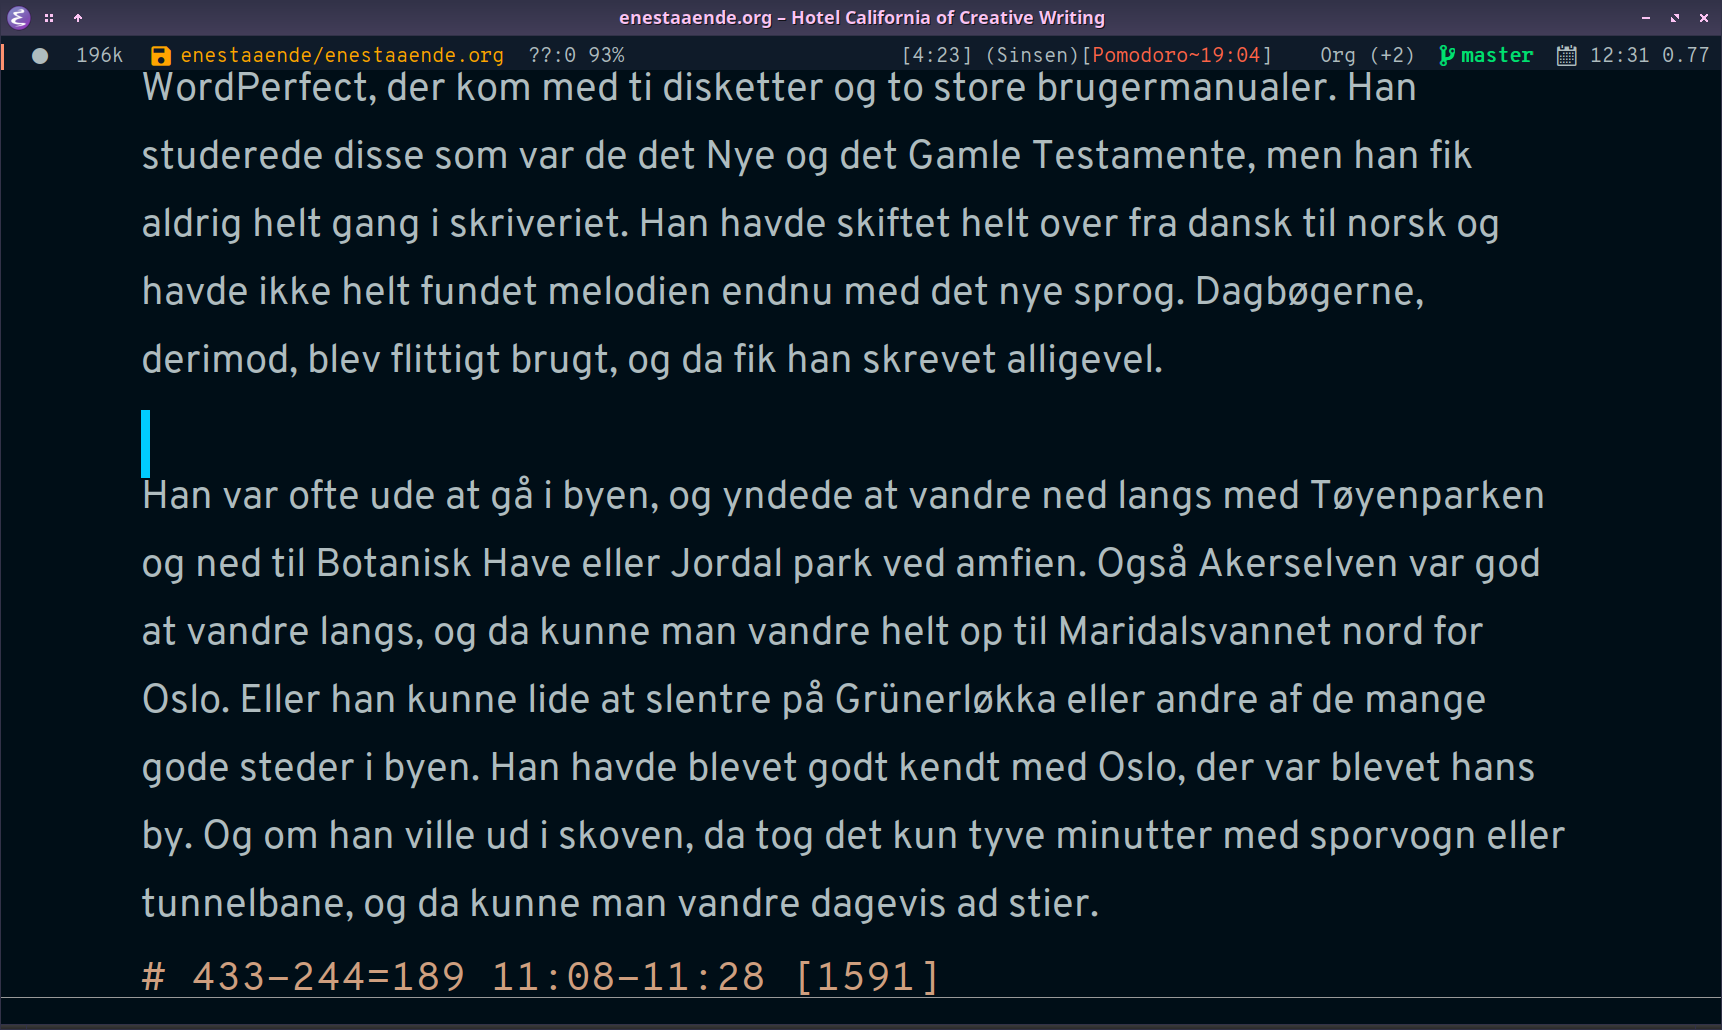 enestaaende.org – Hotel California of Creative Writing
196k enestaaende/enestaaende.org ??:0 93% [4:23] (Sinsen)[Pomodoro~19:04] Org (+2) master 12:31 0.77
WordPerfect, der kom med ti disketter og to store brugermanualer. Han
studerede disse som var de det Nye og det Gamle Testamente, men han fik
aldrig helt gang i skriveriet. Han havde skiftet helt over fra dansk til norsk og
havde ikke helt fundet melodien endnu med det nye sprog. Dagbøgerne,
derimod, blev flittigt brugt, og da fik han skrevet alligevel.
Han var ofte ude at gå i byen, og yndede at vandre ned langs med Tøyenparken
og ned til Botanisk Have eller Jordal park ved amfien. Også Akerselven var god
at vandre langs, og da kunne man vandre helt op til Maridalsvannet nord for
Oslo. Eller han kunne lide at slentre på Grünerløkka eller andre af de mange
gode steder i byen. Han havde blevet godt kendt med Oslo, der var blevet hans
by. Og om han ville ud i skoven, da tog det kun tyve minutter med sporvogn eller
tunnelbane, og da kunne man vandre dagevis ad stier.
# 433-244=189 11:08-11:28 [1591]